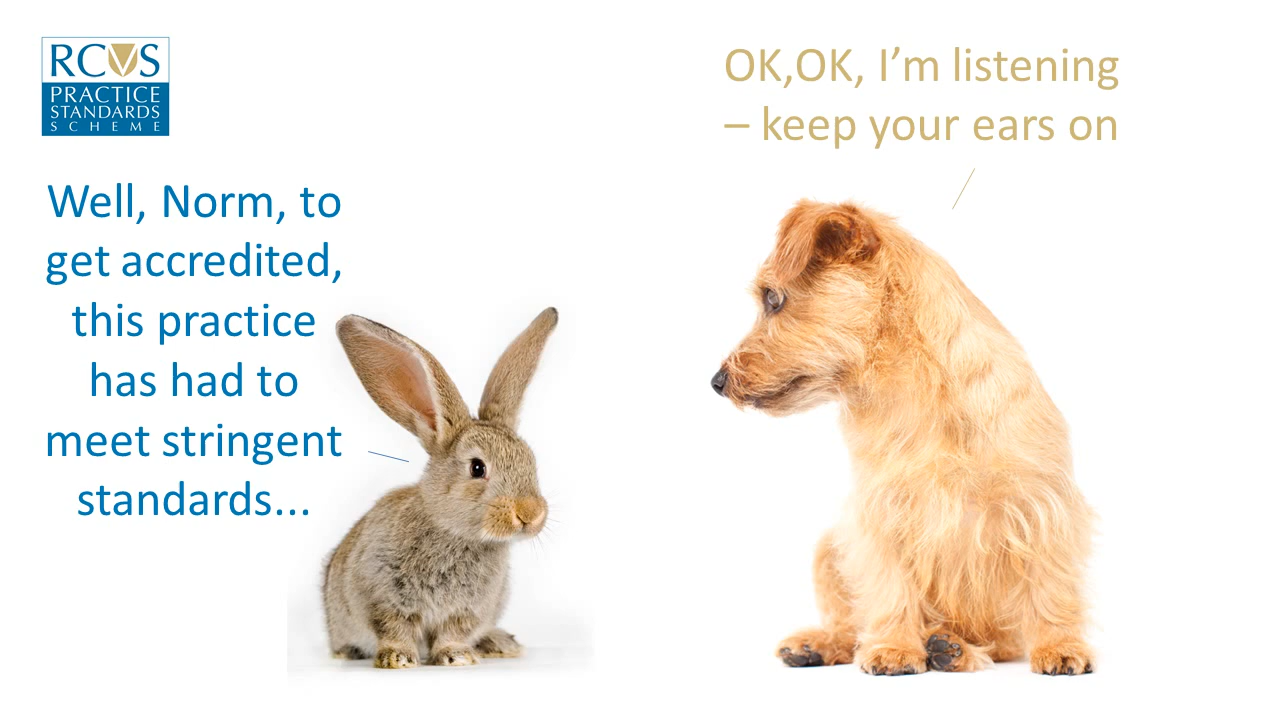 RCVS
PRACTICE
STANDARDS
SCHEME
OK,OK, I’m listening
– keep your ears on
Well, Norm, to
get accredited,
this practice
has had to
meet stringent
standards...